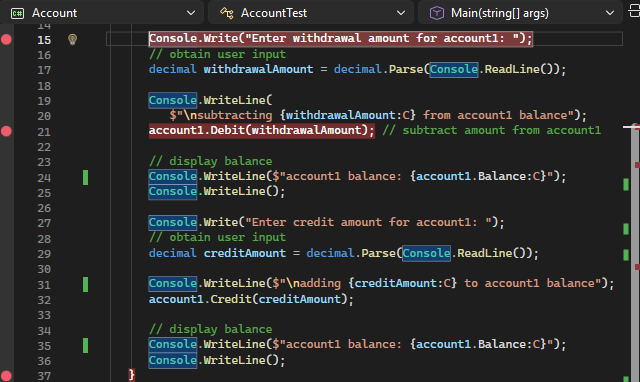 Account AccountTest Main(string[] args)
14
15 Console.Write("Enter withdrawal amount for account1: ");
16 // obtain user input
17 decimal withdrawalAmount = decimal.Parse(Console.ReadLine());
18
19 Console.WriteLine(
20 $"\nsubtracting {withdrawalAmount:C} from account1 balance");
21 account1.Debit(withdrawalAmount); // subtract amount from account1
22
23 // display balance
24 Console.WriteLine($"account1 balance: {account1.Balance:C}");
25 Console.WriteLine();
26
27 Console.Write("Enter credit amount for account1: ");
28 // obtain user input
29 decimal creditAmount = decimal.Parse(Console.ReadLine());
30
31 Console.WriteLine($"\nadding {creditAmount:C} to account1 balance");
32 account1.Credit(creditAmount);
33
34 // display balance
35 Console.WriteLine($"account1 balance: {account1.Balance:C}");
36 Console.WriteLine();
37 }